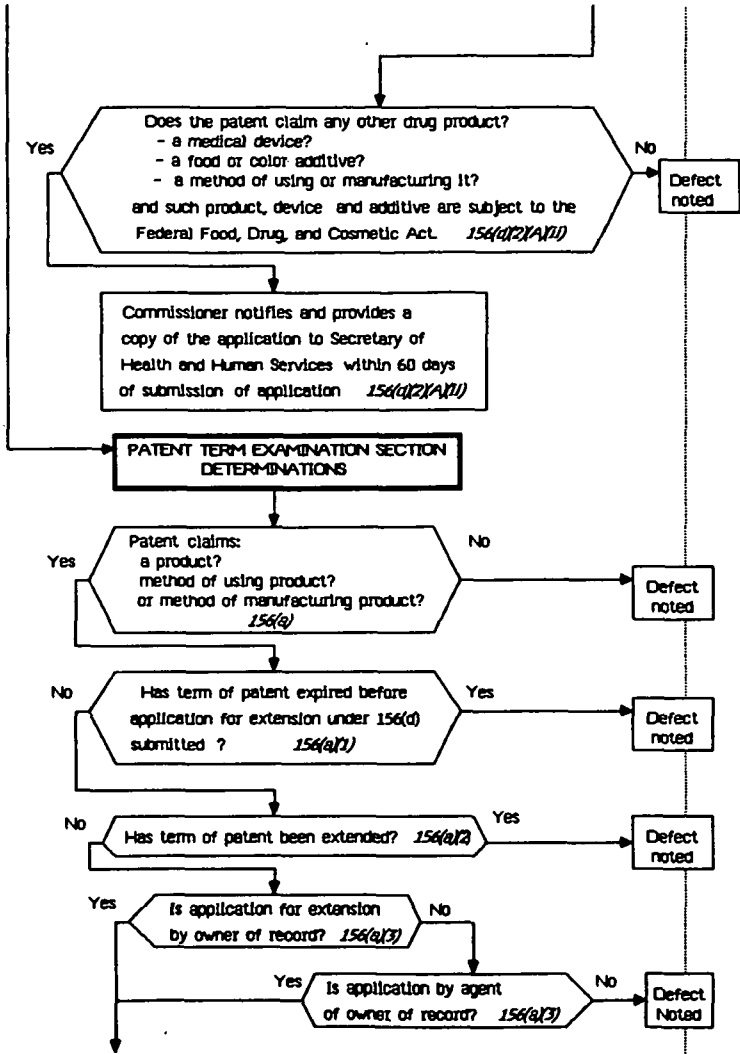 Does the patent claim any other drug product?
Yes
- a medical device?
No
- a food or color additive?
- a method of using or manufacturing it?
Defect
noted
and such product, device and additive are subject to the
Federal Food, Drug, and Cosmetic Act. 156(d)(2)(A)(ii)
Commissioner notifies and provides a
copy of the application to Secretary of
Health and Human Services within 60 days
of submission of application 156(d)(2)(A)(ii)
PATENT TERM EXAMINATION SECTION
DETERMINATIONS
Patent claims:
Yes
No
a product?
method of using product?
or method of manufacturing product?
156(a)
Defect
noted
No
Has term of patent expired before
Yes
application for extension under 156(d)
submitted ? 156(a)(1)
Defect
noted
No
Has term of patent been extended? 156(a)(2)
Yes
Defect
noted
Yes
Is application for extension
by owner of record? 156(a)(3)
No
Yes
Is application by agent
of owner of record? 156(a)(3)
No
Defect
Noted